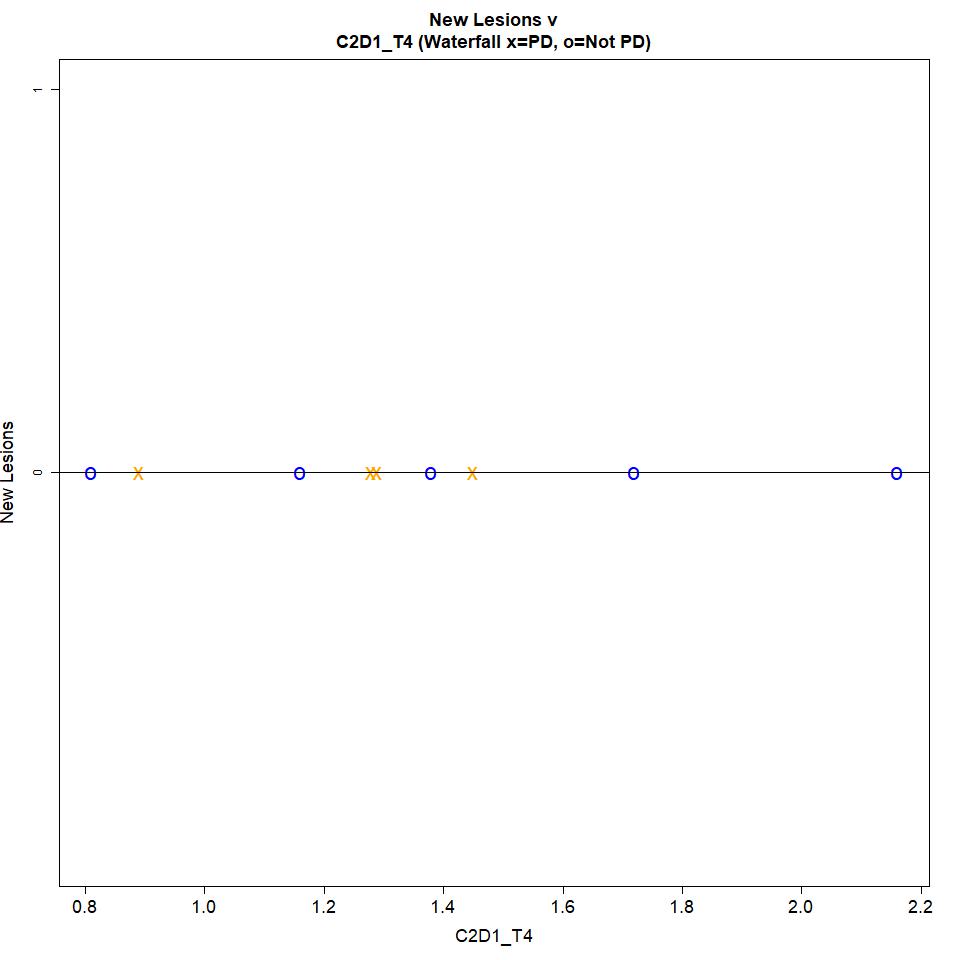 New Lesions v
C2D1_T4 (Waterfall x=PD, o=Not PD)
1
New Lesions
0
o x o xx o x o o
0.8 1.0 1.2 1.4 1.6 1.8 2.0 2.2
C2D1_T4